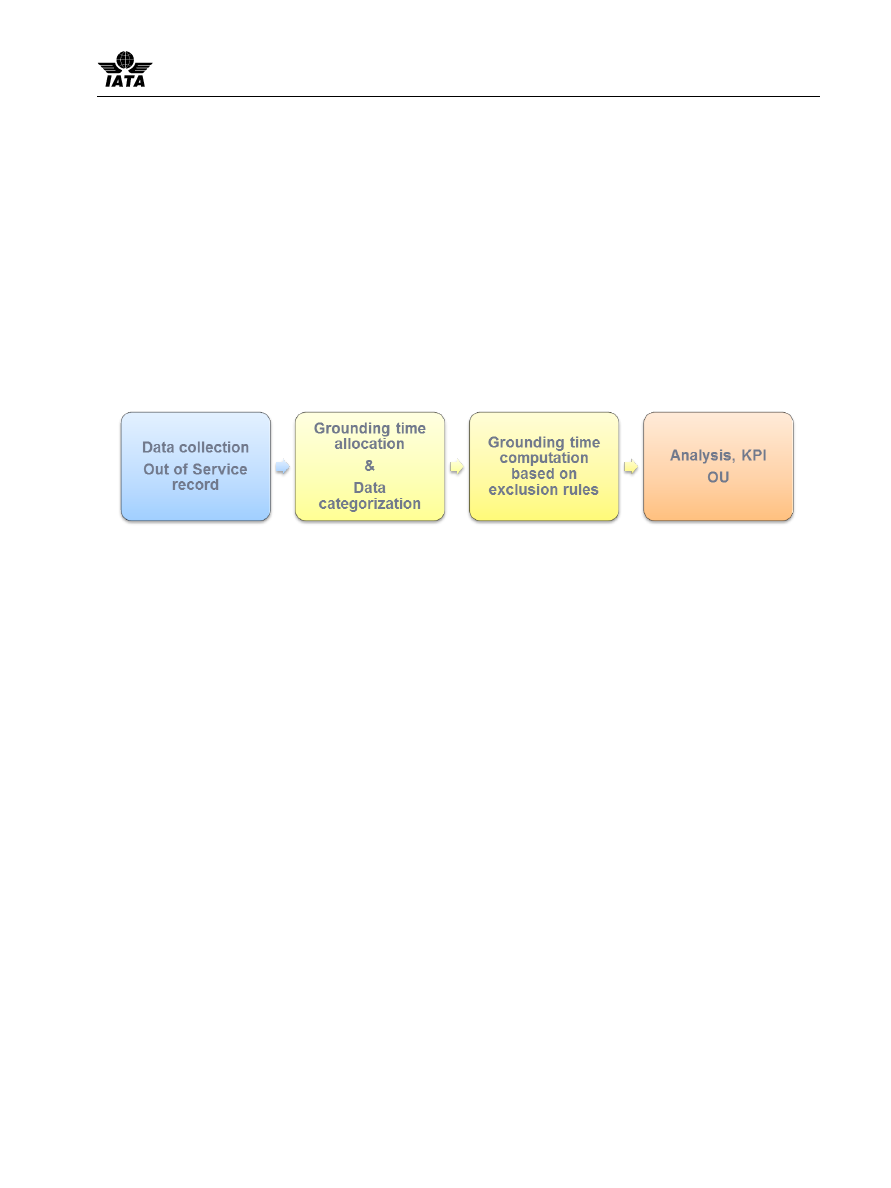 IATA
Data collection
Out of Service
record
Grounding time
allocation
&
Data
categorization
Grounding time
computation
based on
exclusion rules
Analysis, KPI
OU